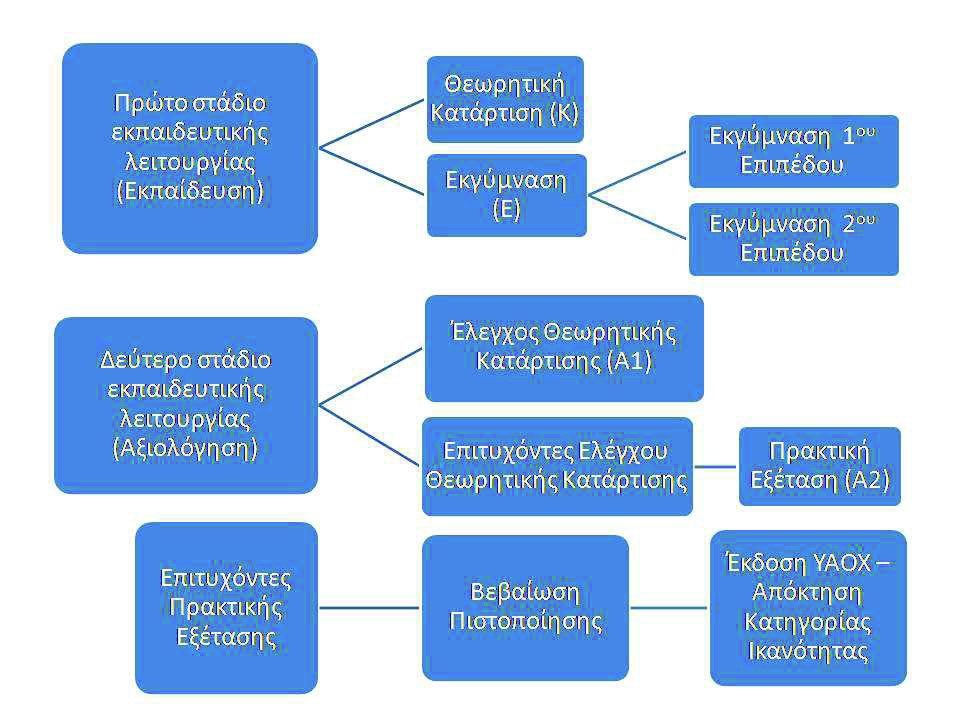 Πρώτο στάδιο
εκπαιδευτικής
λειτουργίας
(Εκπαίδευση)
Θεωρητική
Κατάρτιση (Κ)
Εκγύμναση
(Ε)
Εκγύμναση 1ου
Επιπέδου
Εκγύμναση 2ου
Επιπέδου
Δεύτερο στάδιο
εκπαιδευτικής
λειτουργίας
(Αξιολόγηση)
Έλεγχος Θεωρητικής
Κατάρτισης (Α1)
Επιτυχόντες Ελέγχου
Θεωρητικής Κατάρτισης
Πρακτική
Εξέταση (Α2)
Επιτυχόντες
Πρακτικής
Εξέτασης
Βεβαίωση
Πιστοποίησης
Έκδοση ΥΑΟΧ –
Απόκτηση
Κατηγορίας
Ικανότητας